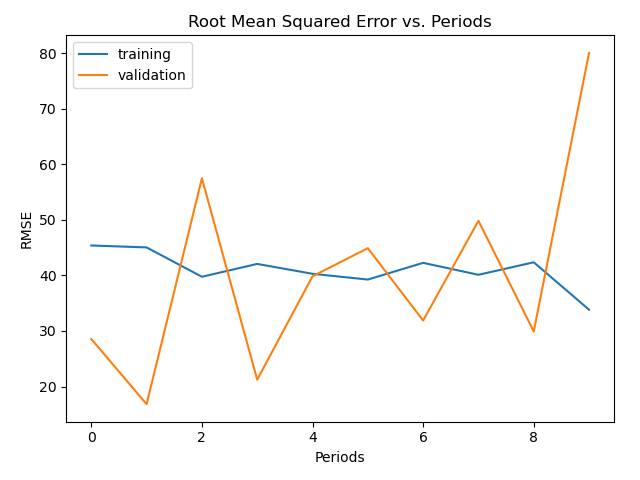 Root Mean Squared Error vs. Periods
training
validation
80
70
60
50
40
30
20
RMSE
0 2 4 6 8
Periods